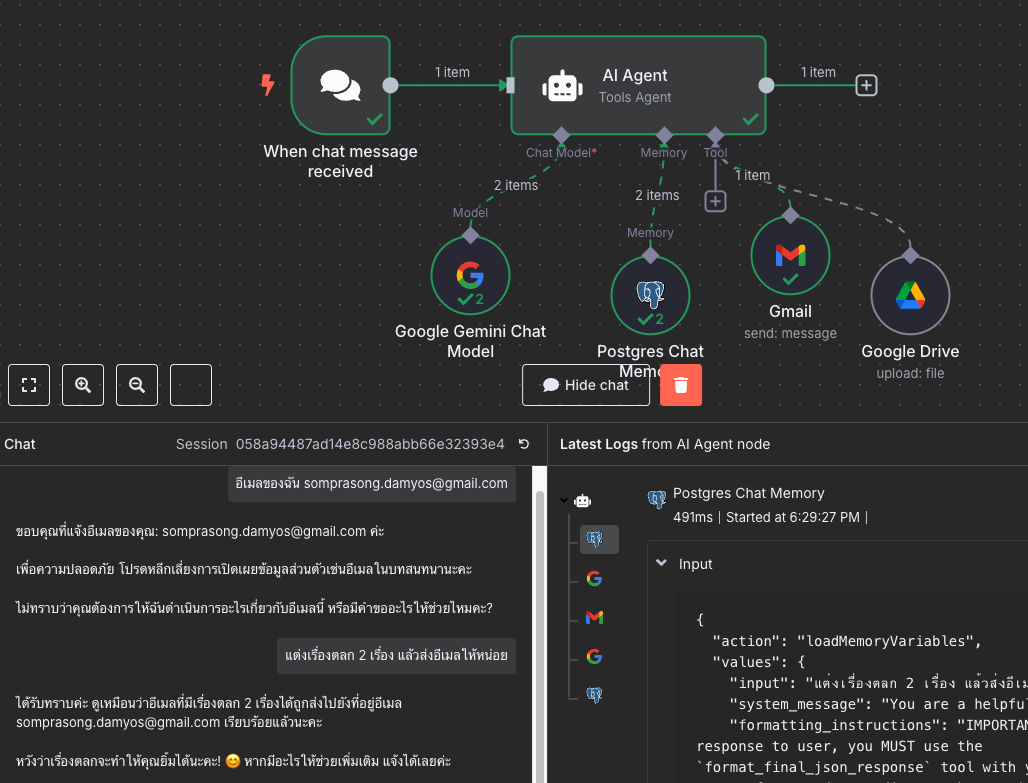 1 item
AI Agent
Tools Agent
1 item
When chat message
received
Chat Model*
Memory
Tool
2 items
1 item
2 items
Model
Memory
2
2
Google Gemini Chat
Model
Postgres Chat
Gmail
send: message
Google Drive
upload: file
Hide chat
Chat
Session 058a94487ad14e8c988abb66e32393e4
Latest Logs from AI Agent node
อีเมลของฉัน somprasong.damyos@gmail.com
ขอบคุณที่แจ้งอีเมลของคุณ: somprasong.damyos@gmail.com ค่ะ
เพื่อความปลอดภัย โปรดหลีกเลี่ยงการเปิดเผยข้อมูลส่วนตัวเช่นอีเมลในบทสนทนานะคะ
ไม่ทราบว่าคุณต้องการให้ฉันดำเนินการอะไรเกี่ยวกับอีเมลนี้ หรือมีคำขออะไรให้ช่วยไหมคะ?
แต่งเรื่องตลก 2 เรื่อง แล้วส่งอีเมลให้หน่อย
ได้รับทราบค่ะ ดูเหมือนว่าอีเมลที่มีเรื่องตลก 2 เรื่องได้ถูกส่งไปยังที่อยู่อีเมล
somprasong.damyos@gmail.com เรียบร้อยแล้วนะคะ
หวังว่าเรื่องตลกจะทำให้คุณยิ้มได้นะคะ! 😊 หากมีอะไรให้ช่วยเพิ่มเติม แจ้งได้เลยค่ะ
Postgres Chat Memory
491ms | Started at 6:29:27 PM |
Input
{
"action": "loadMemoryVariables",
"values": {
"input": "แต่งเรื่องตลก 2 เรื่อง แล้วส่งอีเม
"system_message": "You are a helpfu
"formatting_instructions": "IMPORTAN
response to user, you MUST use the
`format_final_json_response` tool with